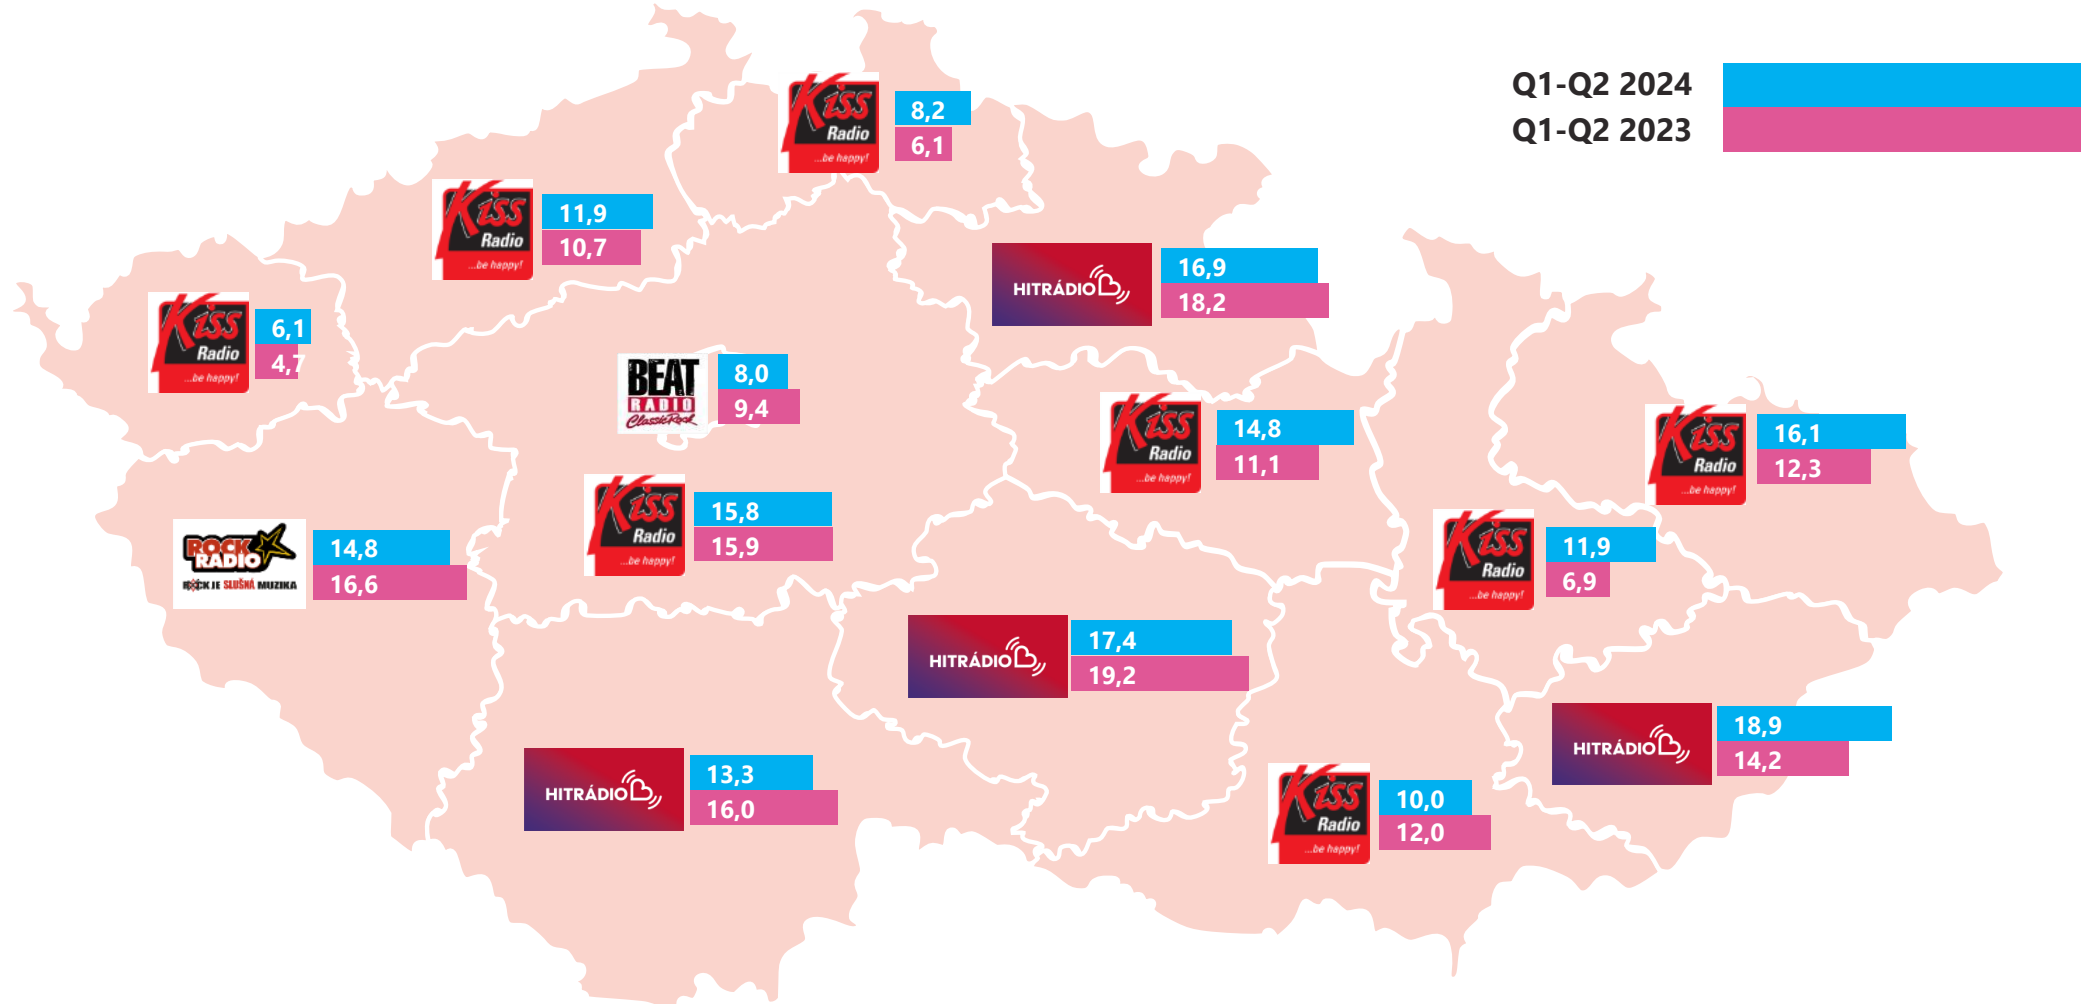 Q1-Q2 2024
Q1-Q2 2023
Kiss
Radio
...be happy!
8,2
6,1
Kiss
Radio
...be happy!
11,9
10,7
HITRÁDIO
16,9
18,2
Kiss
Radio
...be happy!
6,1
4,7
BEAT
RADIO
Classic Rock
8,0
9,4
Kiss
Radio
...be happy!
14,8
11,1
Kiss
Radio
...be happy!
16,1
12,3
Kiss
Radio
...be happy!
15,8
15,9
ROCK
RADIO
ROCK JE SLUŠNÁ MUZIKA
14,8
16,6
Kiss
Radio
...be happy!
11,9
6,9
HITRÁDIO
17,4
19,2
HITRÁDIO
18,9
14,2
HITRÁDIO
13,3
16,0
Kiss
Radio
...be happy!
10,0
12,0